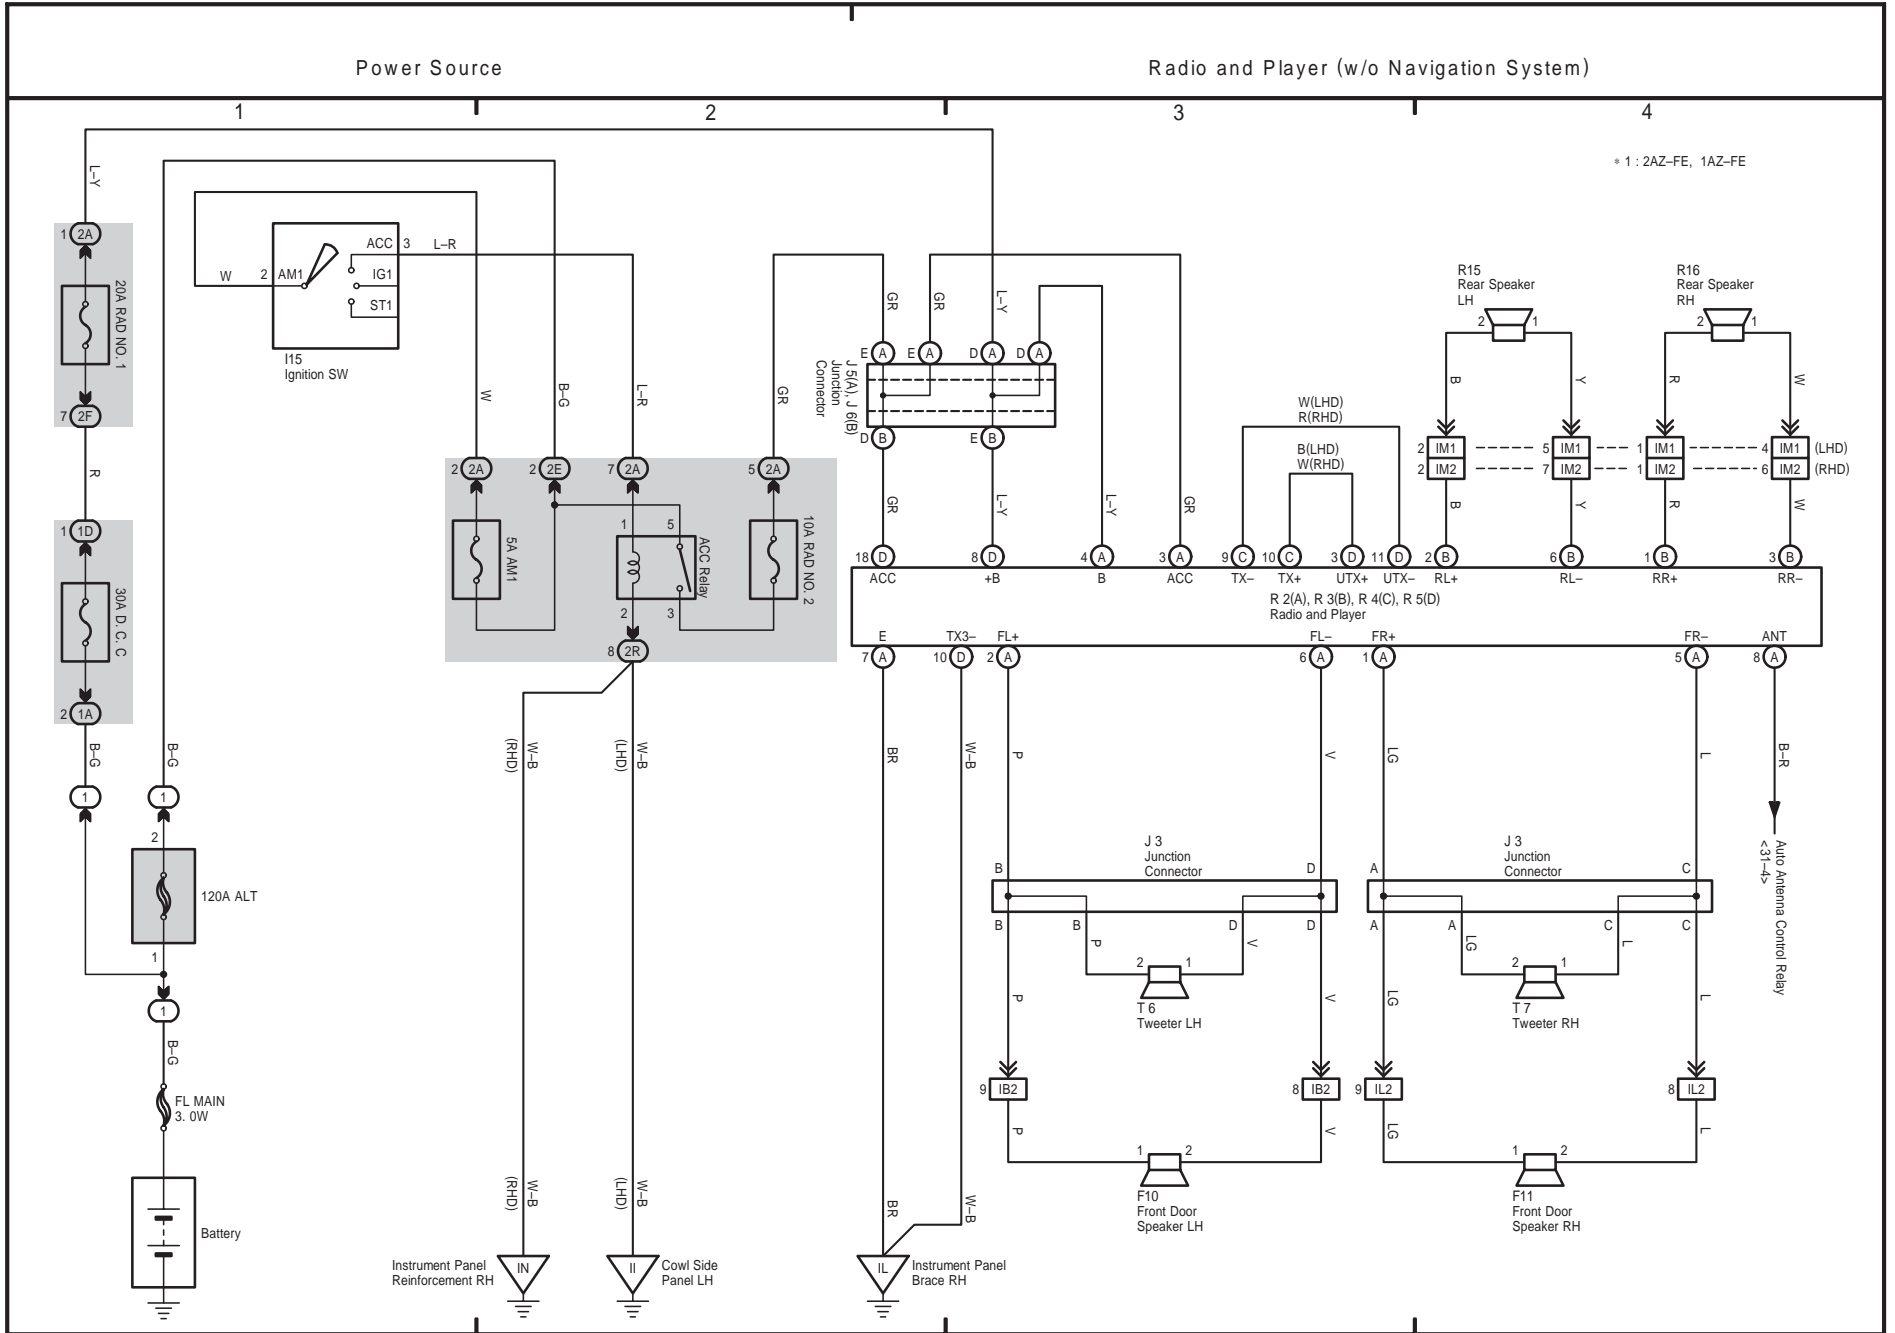 Power Source
Radio and Player (w/o Navigation System)
1
2
3
4
∗ 1 : 2AZ–FE, 1AZ–FE
L–Y
1 2A
20A RAD NO. 1
7 2F
R
1 1D
30A D. C. C
2 1A
B–G
1
B–G
1
2
120A ALT
1
1
B–G
FL MAIN
3. 0W
Battery
W
2
AM1
ACC
3
L–R
IG1
ST1
I15
Ignition SW
W
B–G
L–R
GR
2 2A
2 2E
7 2A
5 2A
5A AM1
1
5
2
3
ACC Relay
10A RAD NO. 2
8 2R
W–B
(RHD)
W–B
(LHD)
W–B
(RHD)
W–B
(LHD)
Instrument Panel
Reinforcement RH
IN
II
Cowl Side
Panel LH
GR
GR
L–Y
E A
E A
D A
D A
J 5(A), J 6(B)
Junction
Connector
D B
E B
GR
L–Y
L–Y
GR
W(LHD)
R(RHD)
B(LHD)
W(RHD)
R15
Rear Speaker
LH
2
1
R16
Rear Speaker
RH
2
1
B
Y
R
W
2 IM1
5 IM1
1 IM1
4 IM1
(LHD)
2 IM2
7 IM2
1 IM2
6 IM2
(RHD)
B
Y
R
W
18 D
8 D
4 A
3 A
9 C
10 C
3 D
11 D
2 B
6 B
1 B
3 B
ACC
+B
B
ACC
TX–
TX+
UTX+
UTX–
RL+
RL–
RR+
RR–
R 2(A), R 3(B), R 4(C), R 5(D)
Radio and Player
E
TX3–
FL+
FL–
FR+
FR–
ANT
7 A
10 D
2 A
6 A
1 A
5 A
8 A
BR
W–B
P
V
LG
L
B–R
Auto Antenna Control Relay
<31–4>
J 3
Junction
Connector
B
D
B
B
D
D
J 3
Junction
Connector
A
C
A
A
C
C
P
V
2
1
T 6
Tweeter LH
LG
L
2
1
T 7
Tweeter RH
P
V
LG
L
9 IB2
8 IB2
9 IL2
8 IL2
P
V
LG
L
1
2
F10
Front Door
Speaker LH
1
2
F11
Front Door
Speaker RH
BR
W–B
IL
Instrument Panel
Brace RH